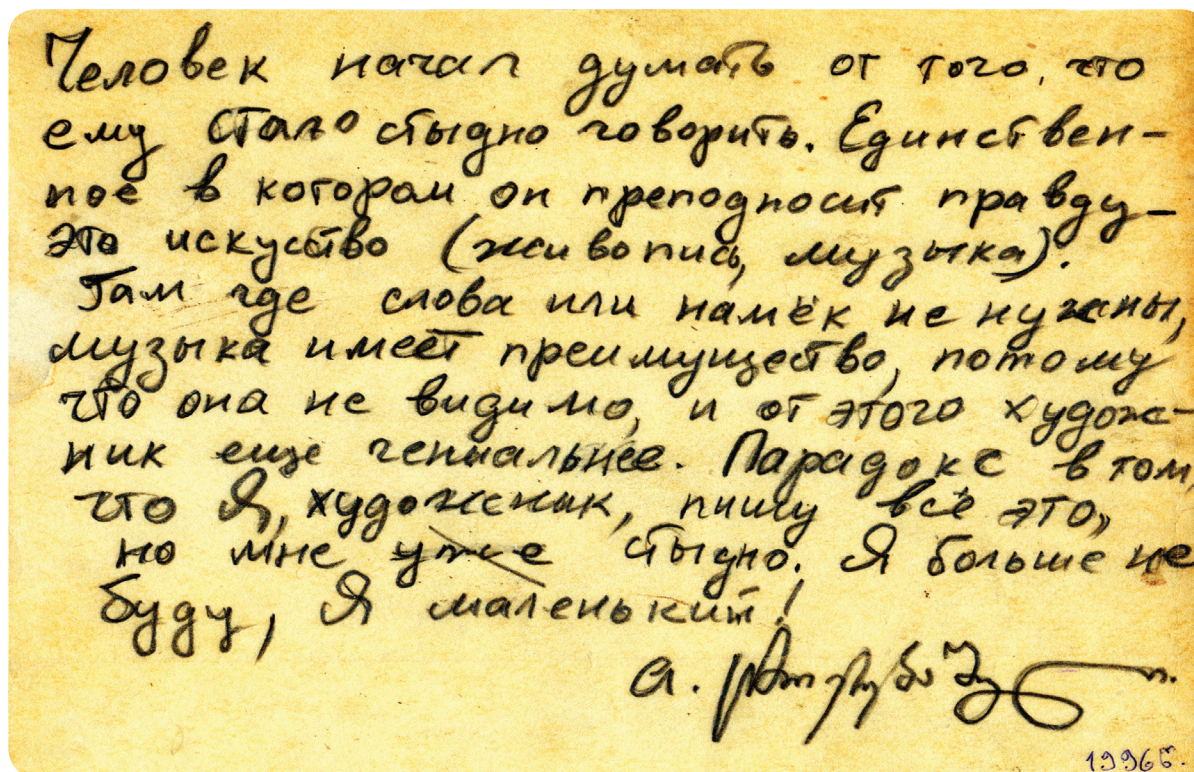 Человек начал думать от того, что
ему стало стыдно говорить. Единствен-
ное в котором он преподносит правду-
это искуство (живопись, музыка).
Там где слова или намёк не нужны,
музыка имеет преимущество, потому
что она не видимо, и от этого худож-
ник еще гениальнее. Парадокс в том,
что Я, художник, пишу всё это,
но мне уже стыдно. Я больше не
буду, Я маленький!
а.
1996г.